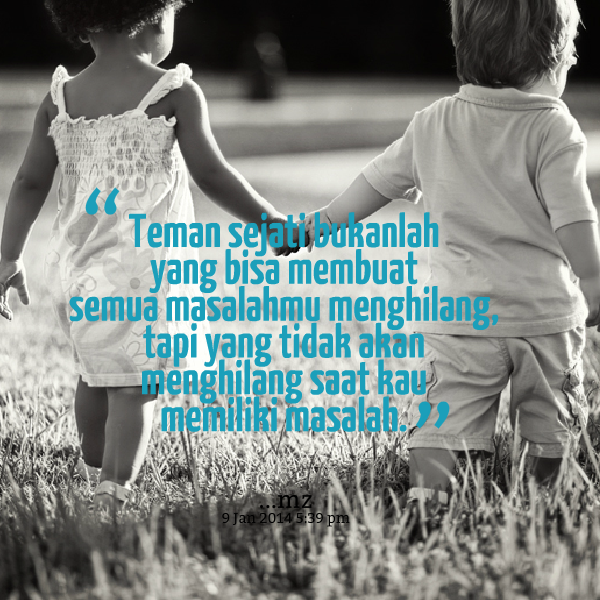 “ Teman sejati bukanlah
yang bisa membuat
semua masalahmu menghilang,
tapi yang tidak akan
menghilang saat kau
memiliki masalah. ”
...mz
9 Jan 2014 5:39 pm